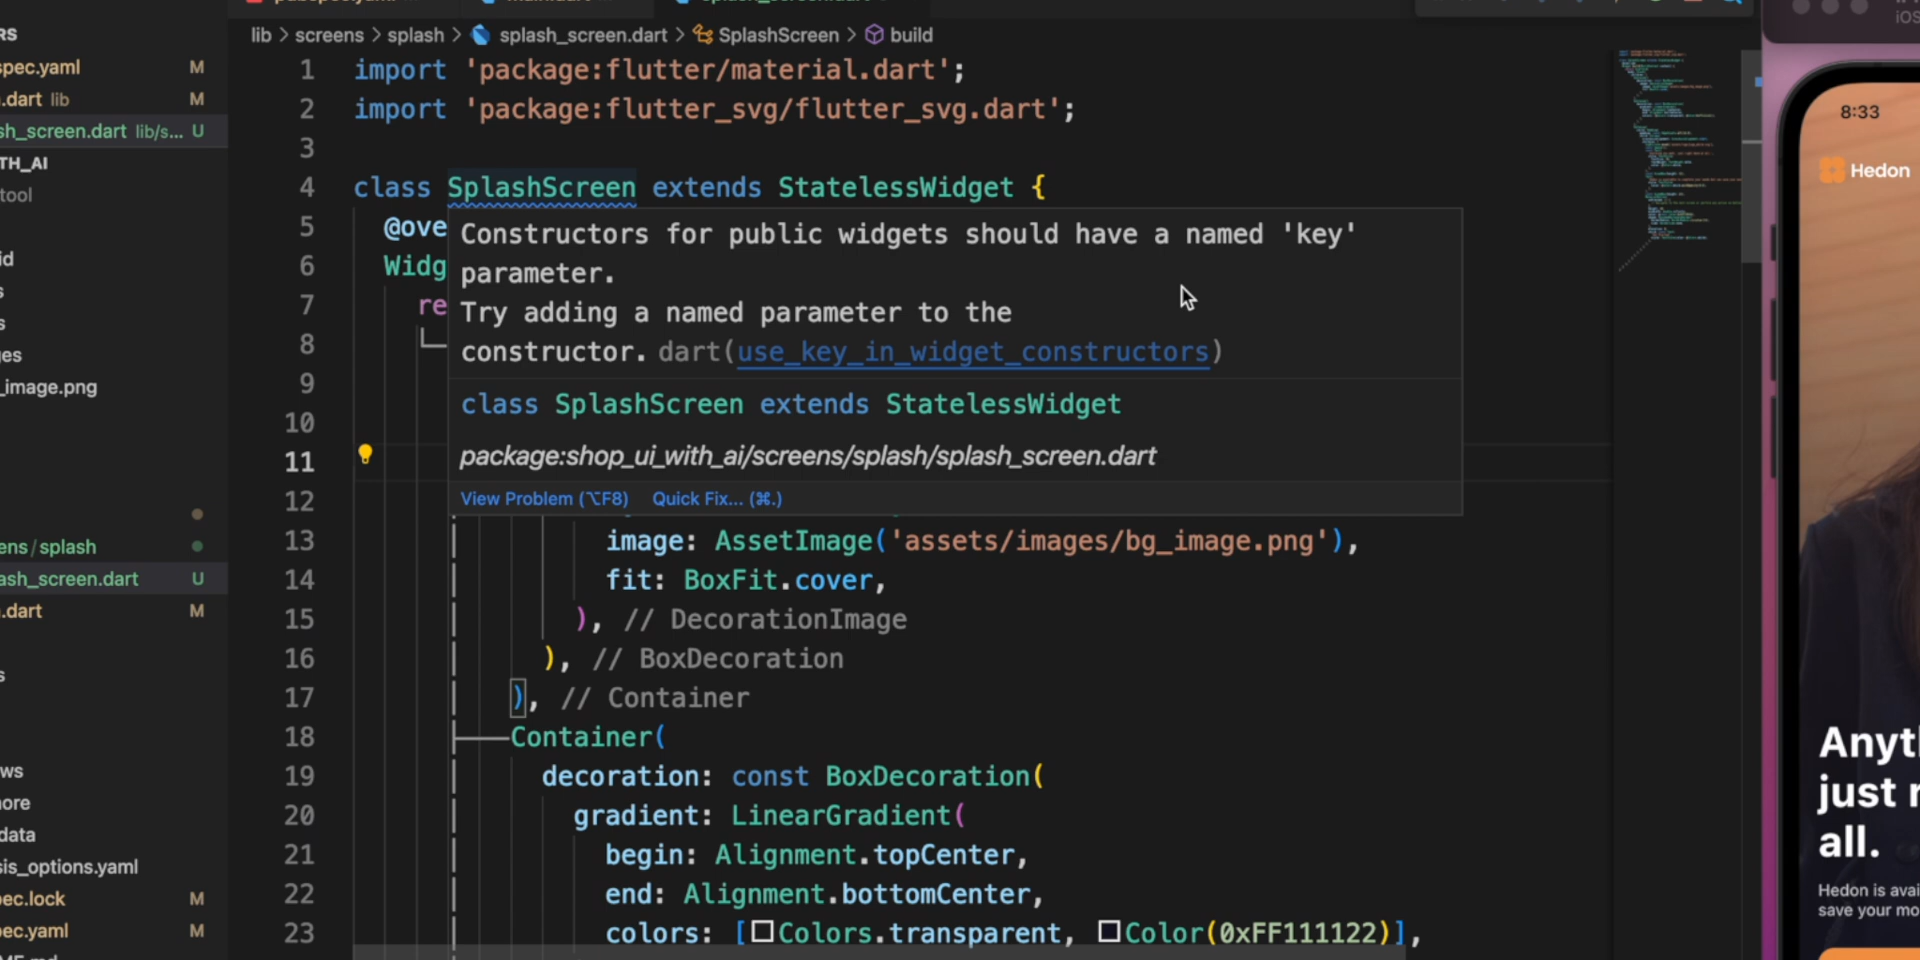 RS
spec.yaml M
.dart lib M
sh_screen.dart lib/s... U
TH_AI
tool
id
s
s
ges
_image.png
ens/splash
ash_screen.dart U
.dart M
s
ws
nore
data
sis_options.yaml
pec.lock M
pec.yaml M
lib > screens > splash > splash_screen.dart > SplashScreen > build
1 import 'package:flutter/material.dart';
2 import 'package:flutter_svg/flutter_svg.dart';
3
4 class SplashScreen extends StatelessWidget {
5 @ove
6 Widg
7 re
8
9
10
11
12
Constructors for public widgets should have a named 'key'
parameter.
Try adding a named parameter to the
constructor. dart(use_key_in_widget_constructors)
class SplashScreen extends StatelessWidget
package:shop_ui_with_ai/screens/splash/splash_screen.dart
View Problem (⌥F8) Quick Fix... (⌘.)
13 image: AssetImage('assets/images/bg_image.png'),
14 fit: BoxFit.cover,
15 ), // DecorationImage
16 ), // BoxDecoration
17 ), // Container
18 Container(
19 decoration: const BoxDecoration(
20 gradient: LinearGradient(
21 begin: Alignment.topCenter,
22 end: Alignment.bottomCenter,
23 colors: [Colors.transparent, Color(0xFF111122)],
iOS
8:33
Hedon
Anyt
just
all.
Hedon is avai
save your mo